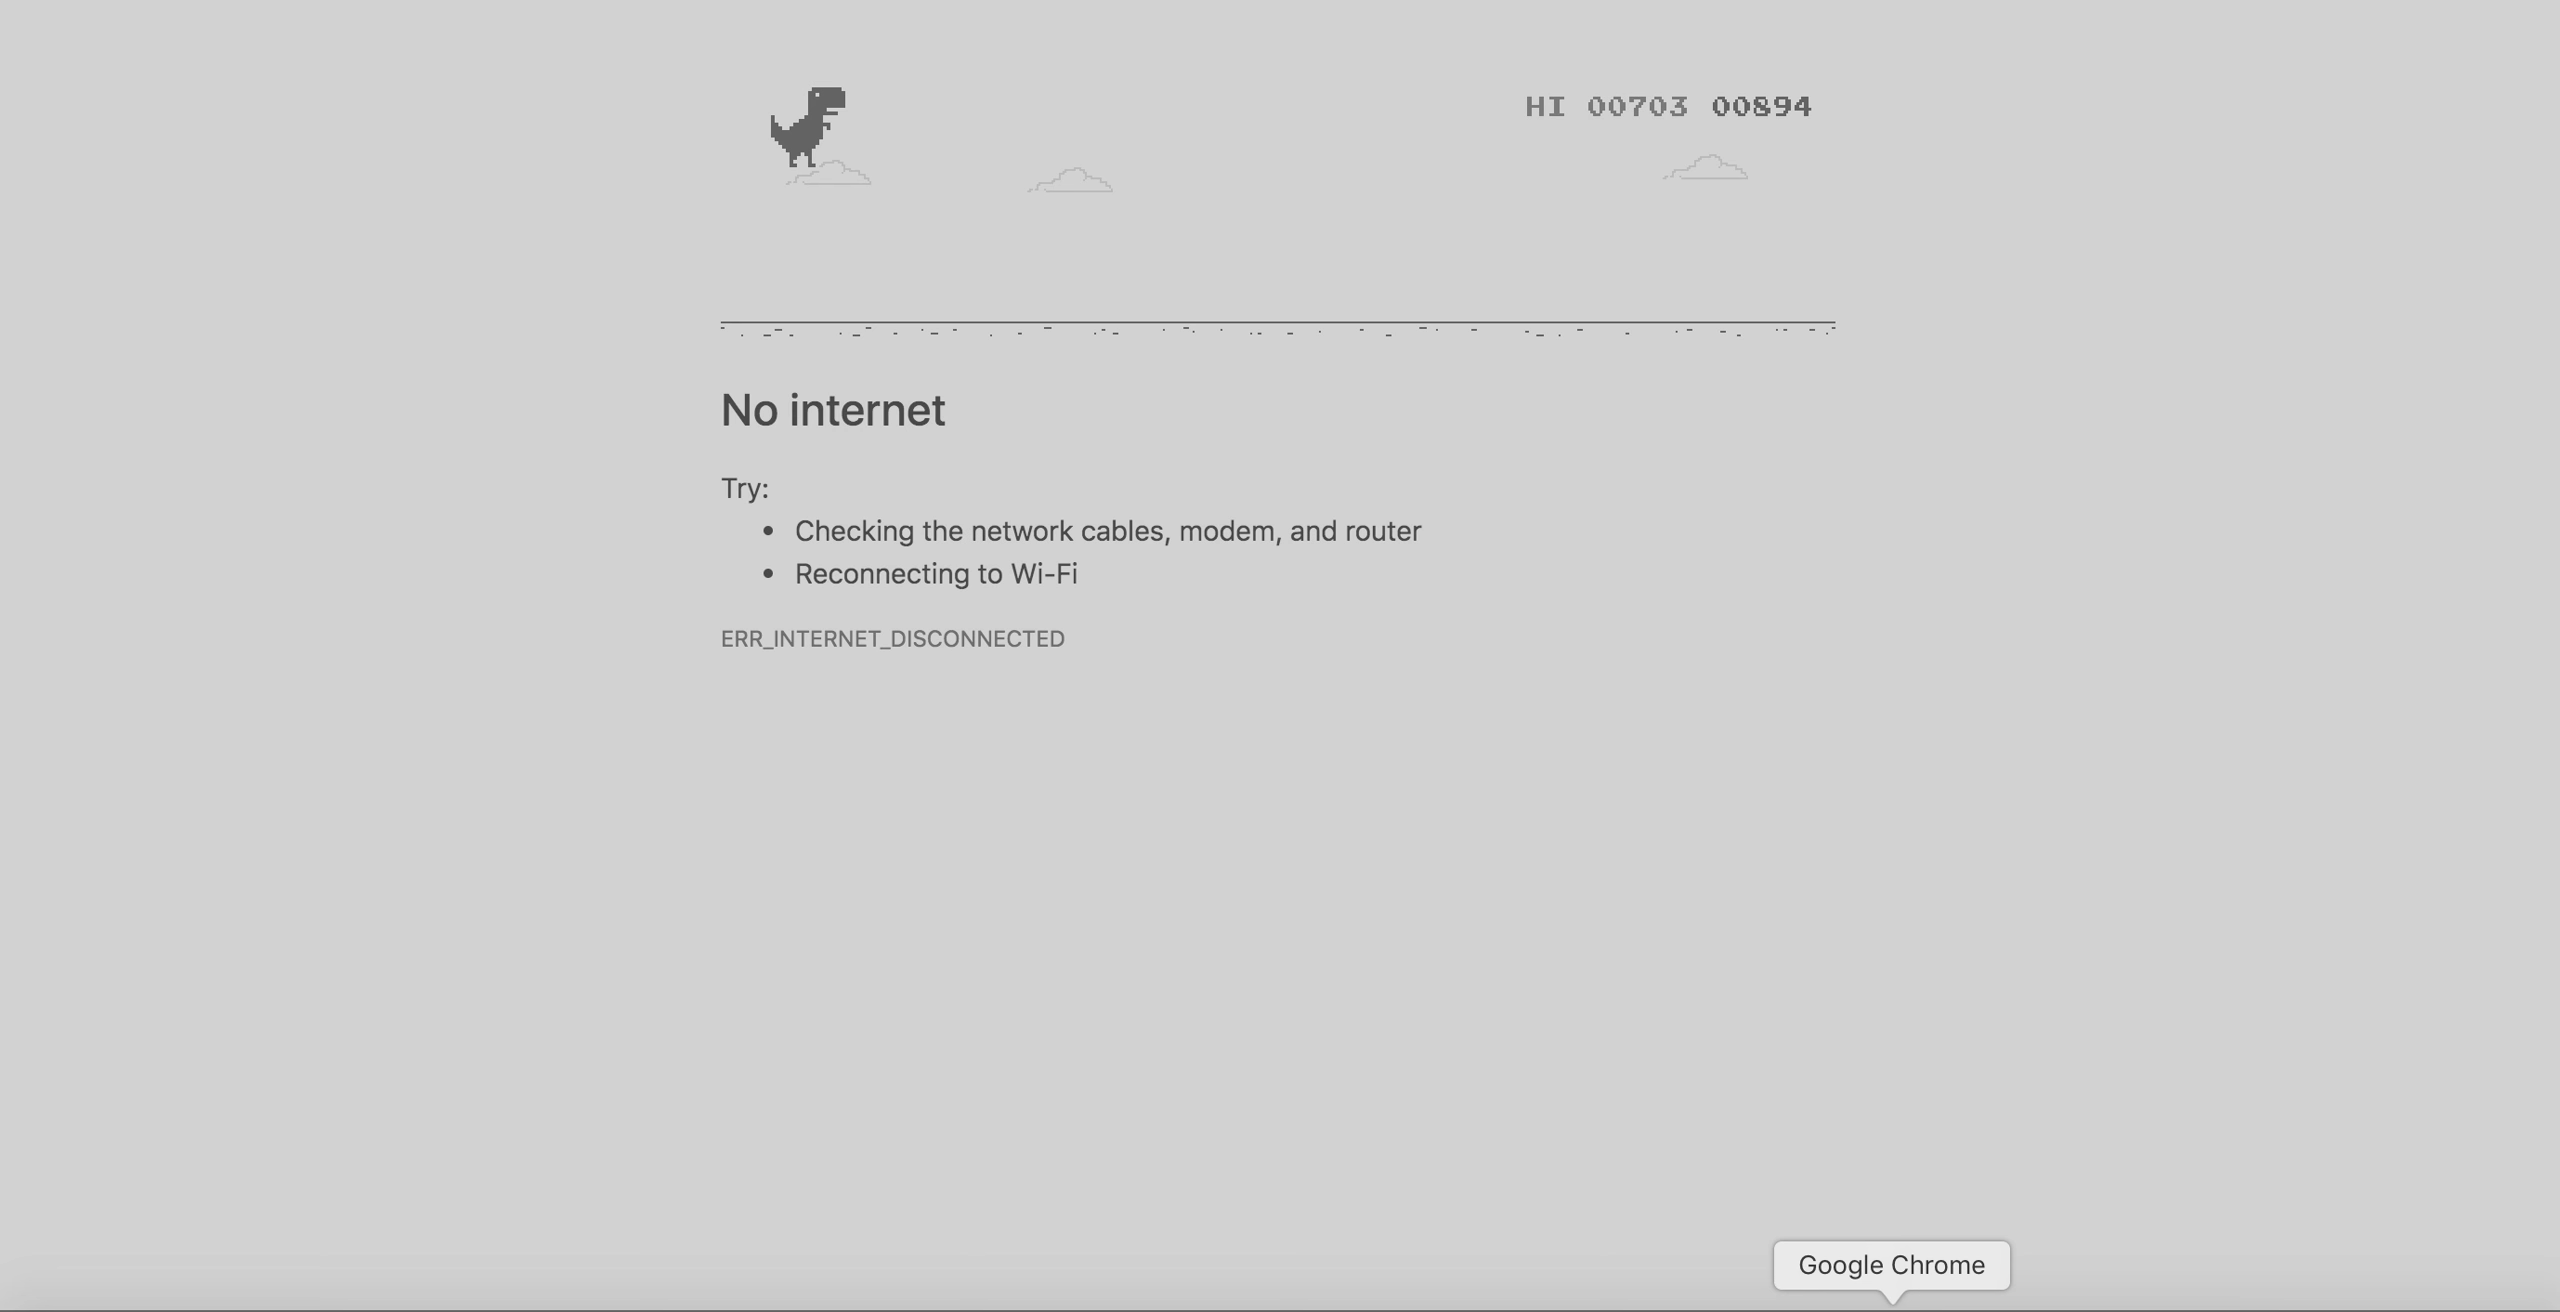 HI 00703 00894
No internet
Try:
• Checking the network cables, modem, and router
• Reconnecting to Wi-Fi
ERR_INTERNET_DISCONNECTED
Google Chrome